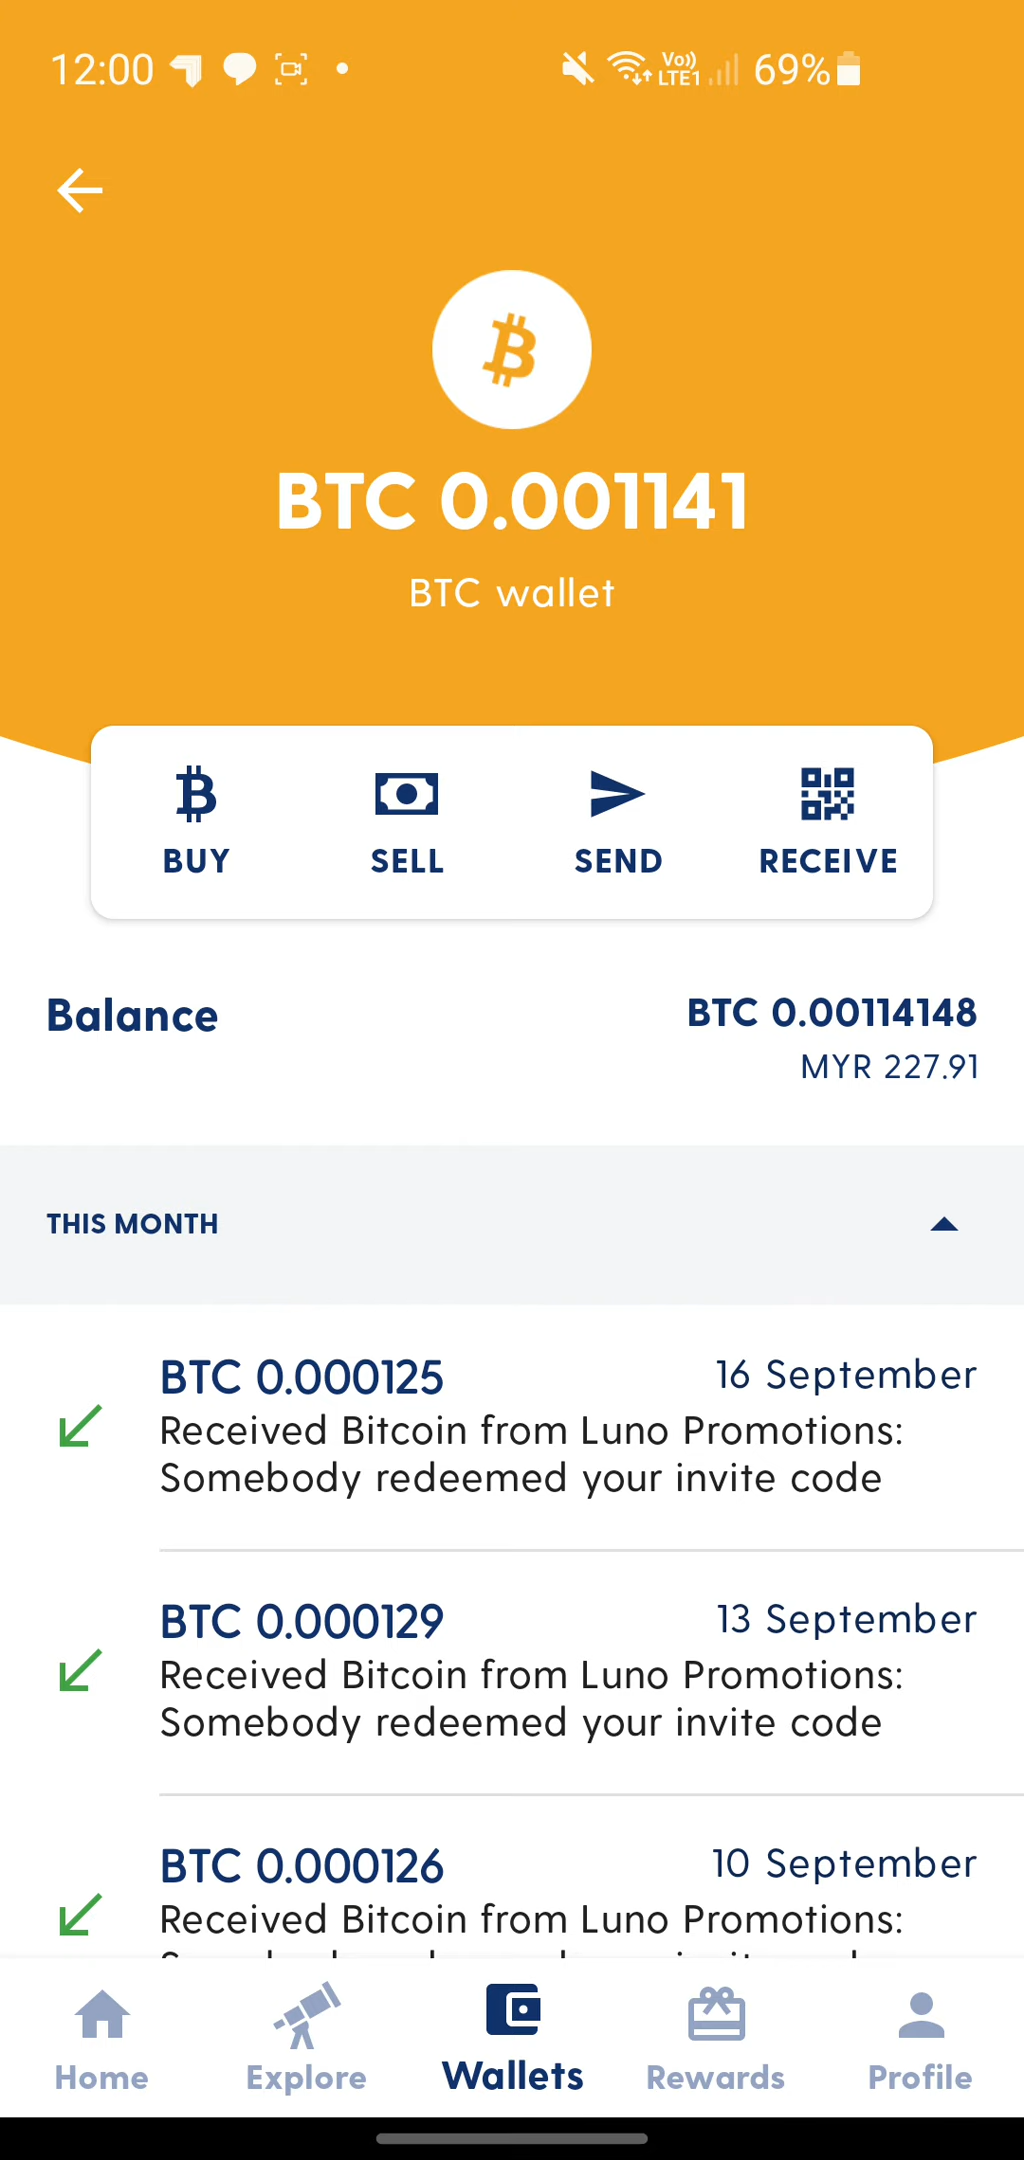 12:00 Vo)) LTE1 69%
BTC 0.001141
BTC wallet
BUY SELL SEND RECEIVE
Balance BTC 0.00114148
MYR 227.91
THIS MONTH
BTC 0.000125 16 September
Received Bitcoin from Luno Promotions:
Somebody redeemed your invite code
BTC 0.000129 13 September
Received Bitcoin from Luno Promotions:
Somebody redeemed your invite code
BTC 0.000126 10 September
Received Bitcoin from Luno Promotions:
Home Explore Wallets Rewards Profile